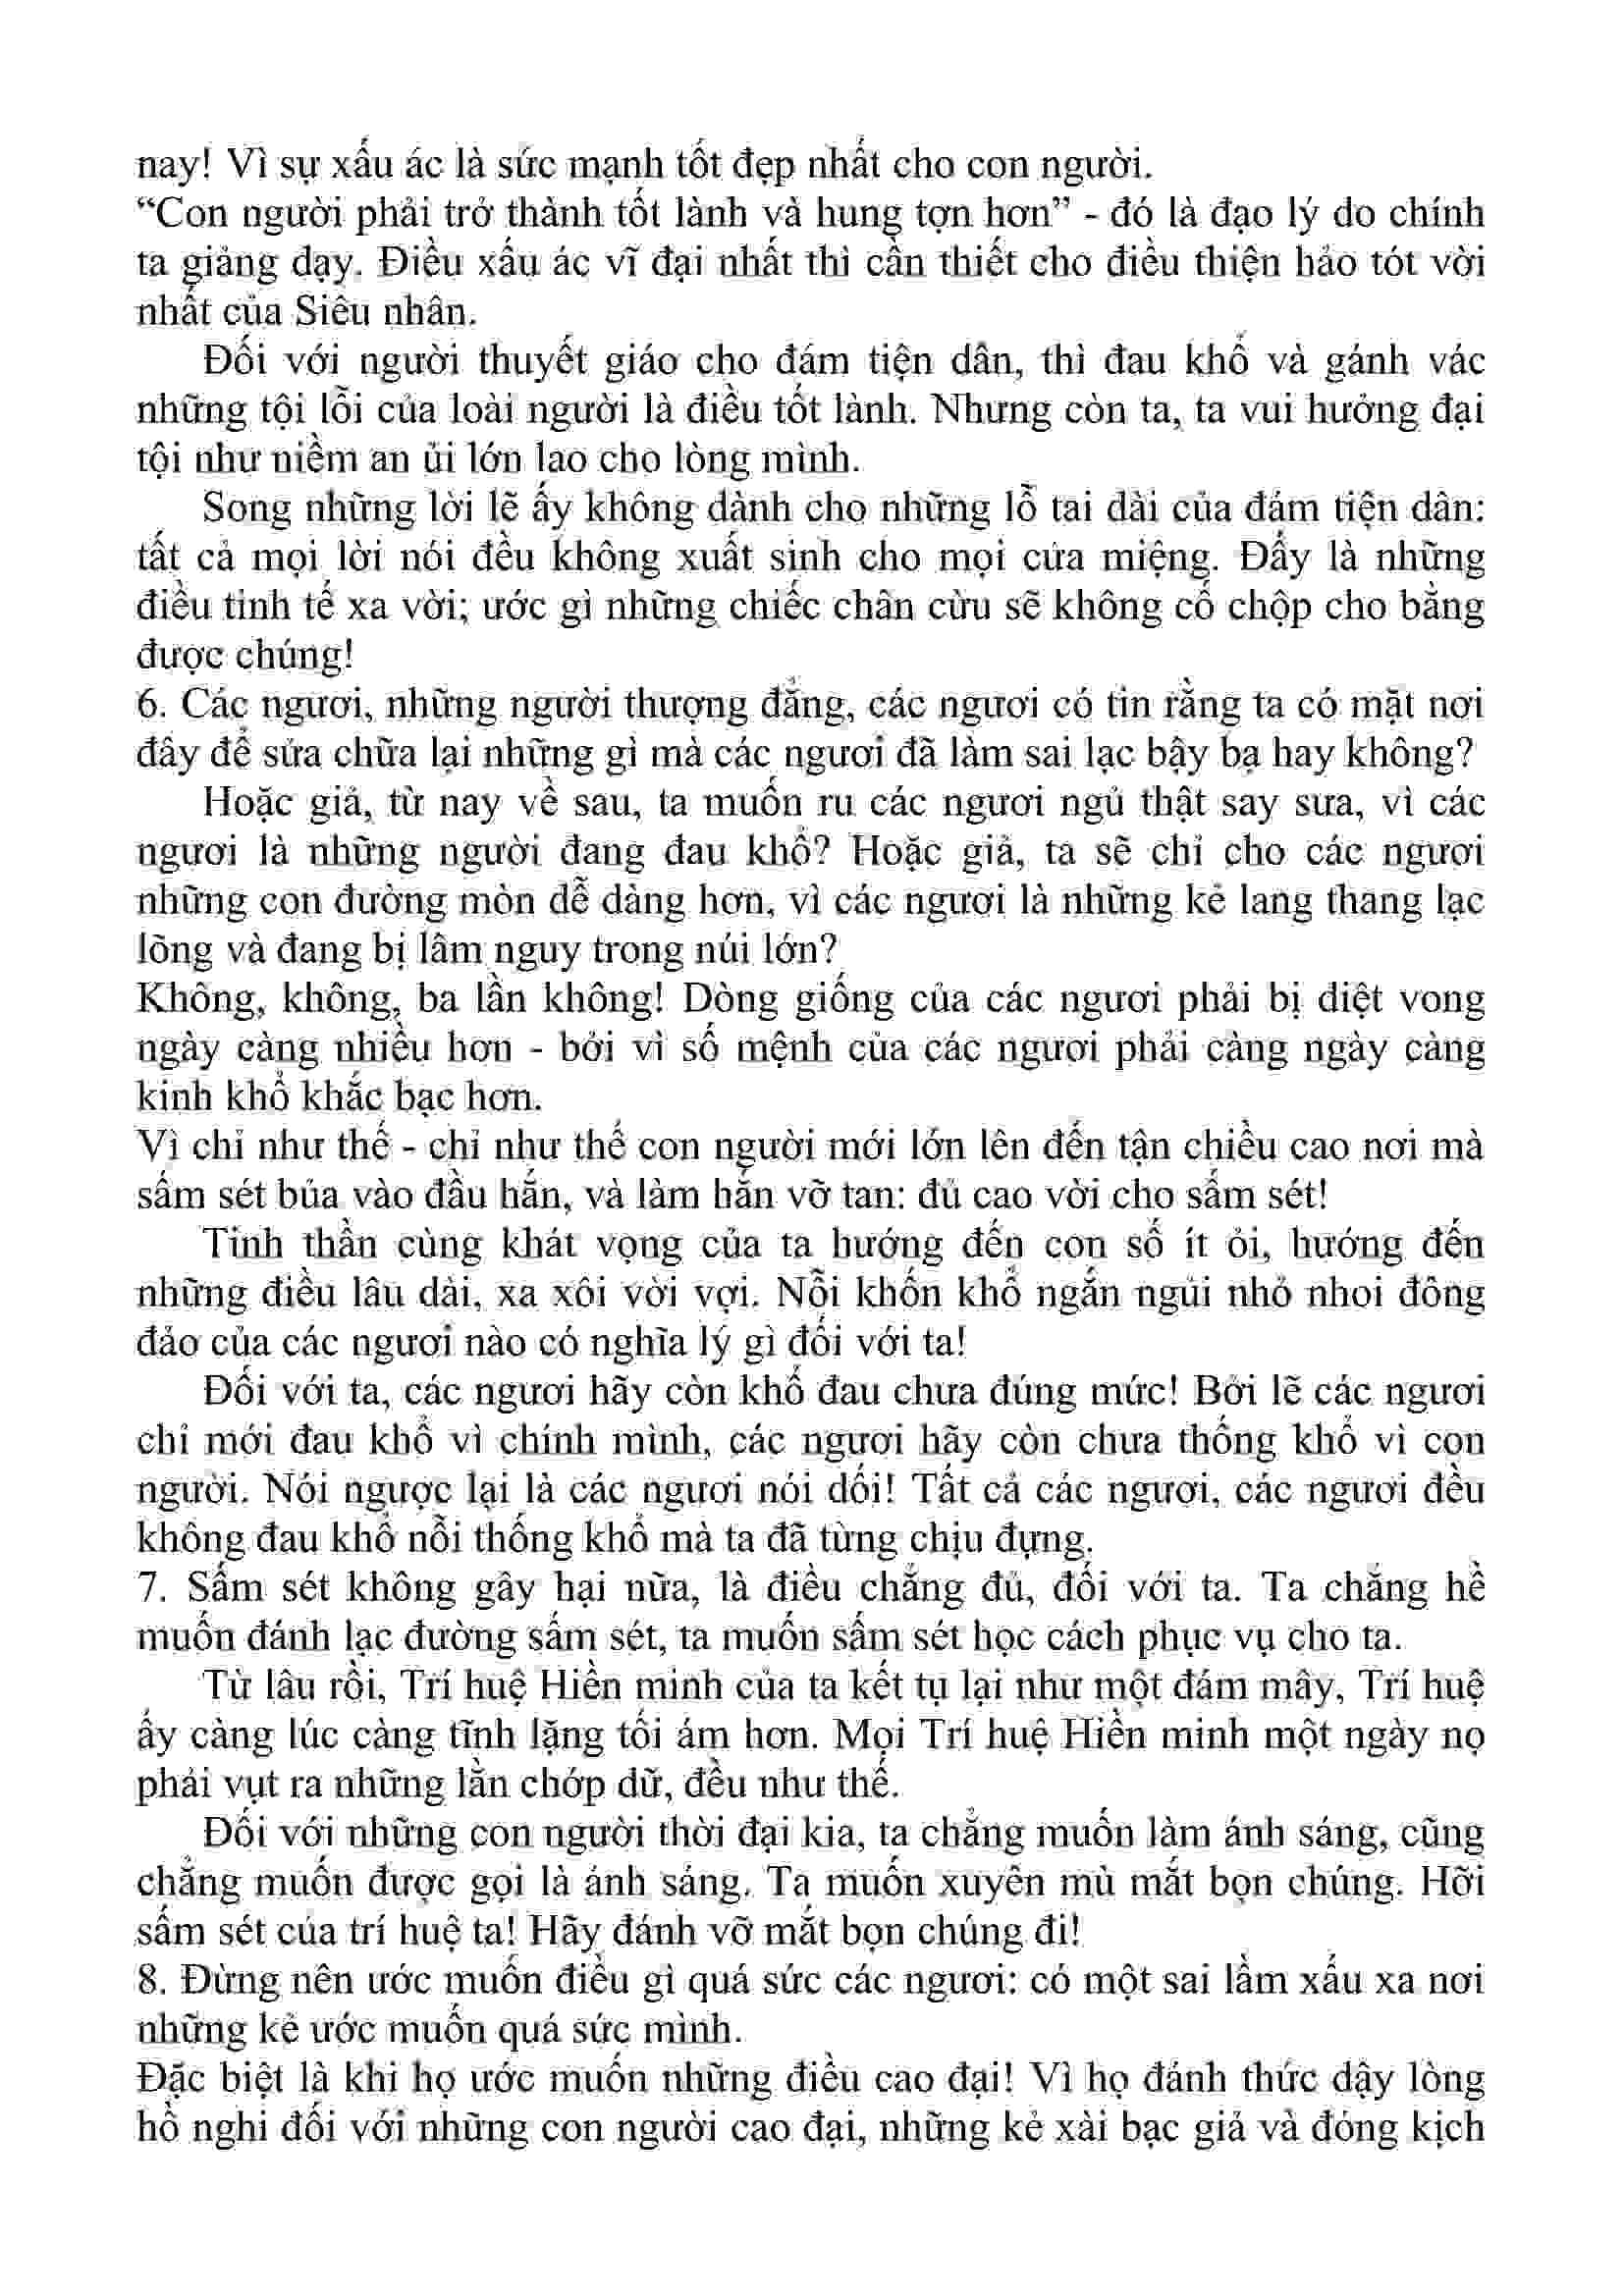 nay! Vì sự xấu ác là sức mạnh tốt đẹp nhất cho con người.
“Con người phải trở thành tốt lành và hung tợn hơn” - đó là đạo lý do chính
ta giảng dạy. Điều xấu ác vĩ đại nhất thì cần thiết cho điều thiện hảo tót vời
nhất của Siêu nhân.
Đối với người thuyết giáo cho đám tiện dân, thì đau khổ và gánh vác
những tội lỗi của loài người là điều tốt lành. Nhưng còn ta, ta vui hưởng đại
tội như niềm an ủi lớn lao cho lòng mình.
Song những lời lẽ ấy không dành cho những lỗ tai dài của đám tiện dân:
tất cả mọi lời nói đều không xuất sinh cho mọi cửa miệng. Đấy là những
điều tinh tế xa vời; ước gì những chiếc chân cừu sẽ không cố chộp cho bằng
được chúng!
6. Các ngươi, những người thượng đẳng, các ngươi có tin rằng ta có mặt nơi
đây để sửa chữa lại những gì mà các ngươi đã làm sai lạc bậy bạ hay không?
Hoặc giả, từ nay về sau, ta muốn ru các ngươi ngủ thật say sưa, vì các
ngươi là những người đang đau khổ? Hoặc giả, ta sẽ chỉ cho các ngươi
những con đường mòn dễ dàng hơn, vì các ngươi là những kẻ lang thang lạc
lõng và đang bị lâm nguy trong núi lớn?
Không, không, ba lần không! Dòng giống của các ngươi phải bị diệt vong
ngày càng nhiều hơn - bởi vì số mệnh của các ngươi phải càng ngày càng
kinh khổ khắc bạc hơn.
Vì chỉ như thế - chỉ như thế con người mới lớn lên đến tận chiều cao nơi mà
sấm sét bủa vào đầu hắn, và làm hắn vỡ tan: đủ cao vời cho sấm sét!
Tinh thần cùng khát vọng của ta hướng đến con số ít ỏi, hướng đến
những điều lâu dài, xa xôi vời vợi. Nỗi khốn khổ ngắn ngủi nhỏ nhoi đông
đảo của các ngươi nào có nghĩa lý gì đối với ta!
Đối với ta, các ngươi hãy còn khổ đau chưa đúng mức! Bởi lẽ các ngươi
chỉ mới đau khổ vì chính mình, các ngươi hãy còn chưa thống khổ vì con
người. Nói ngược lại là các ngươi nói dối! Tất cả các ngươi, các ngươi đều
không đau khổ nỗi thống khổ mà ta đã từng chịu đựng.
7. Sấm sét không gây hại nữa, là điều chẳng đủ, đối với ta. Ta chẳng hề
muốn đánh lạc đường sấm sét, ta muốn sấm sét học cách phục vụ cho ta.
Từ lâu rồi, Trí huệ Hiền minh của ta kết tụ lại như một đám mây, Trí huệ
ấy càng lúc càng tĩnh lặng tối ám hơn. Mọi Trí huệ Hiền minh một ngày nọ
phải vụt ra những lằn chớp dữ, đều như thế.
Đối với những con người thời đại kia, ta chẳng muốn làm ánh sáng, cũng
chẳng muốn được gọi là ánh sáng. Ta muốn xuyên mù mắt bọn chúng. Hỡi
sấm sét của trí huệ ta! Hãy đánh vỡ mắt bọn chúng đi!
8. Đừng nên ước muốn điều gì quá sức các ngươi: có một sai lầm xấu xa nơi
những kẻ ước muốn quá sức mình.
Đặc biệt là khi họ ước muốn những điều cao đại! Vì họ đánh thức dậy lòng
hồ nghi đối với những con người cao đại, những kẻ xài bạc giả và đóng kịch